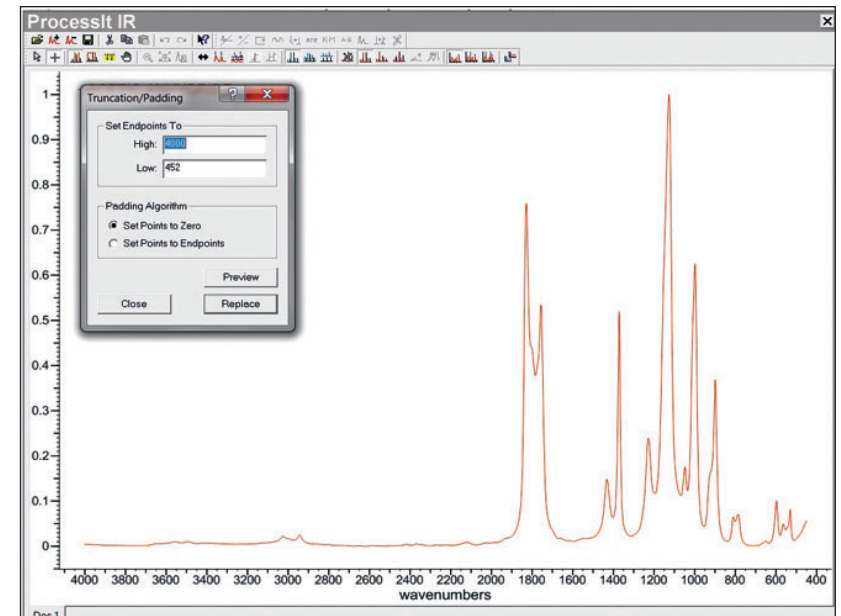 ProcessIt IR
Truncation/Padding
Set Endpoints To
High: 4000
Low: 452
Padding Algorithm
Set Points to Zero
Set Points to Endpoints
Preview
Close Replace
1
0.9
0.8
0.7
0.6
0.5
0.4
0.3
0.2
0.1
0
4000 3800 3600 3400 3200 3000 2800 2600 2400 2200 2000 1800 1600 1400 1200 1000 800 600 400
wavenumbers